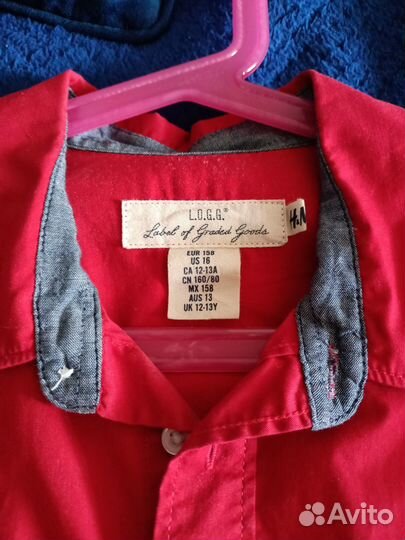 L.O.G.G.®
Label of Graded Goods
EUR 158
US 16
CA 12-13A
CN 160/80
MX 158
AUS 13
UK 12-13Y
Avito